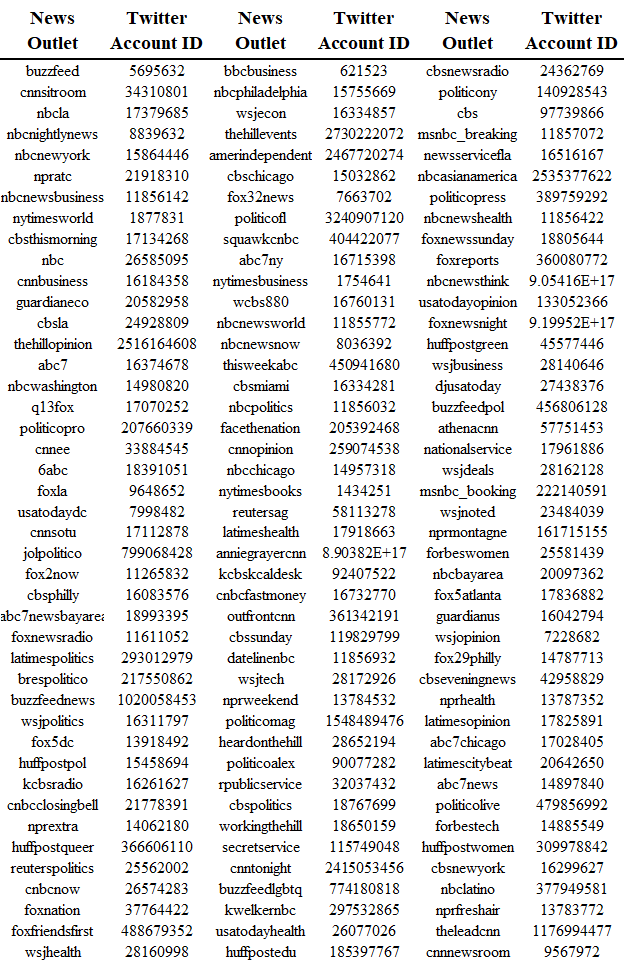 News Twitter News Twitter News Twitter
Outlet Account ID Outlet Account ID Outlet Account ID
buzzfeed 5695632 bbcbusiness 621523 cbsnewsradio 24362769
cnnsitroom 34310801 nbcphiladelphia 15755669 politicony 140928543
nbcla 17379685 wsjecon 16334857 cbs 97739866
nbcnightlynews 8839632 thehillevents 2730222072 msnbc_breaking 11857072
nbcnewyork 15864446 amerindependent 2467720274 newsservicefla 16516167
npratc 21918310 cbschicago 15032862 nbcasianamerica 2535377622
nbcnewsbusiness 11856142 fox32news 7663702 politicopress 389759292
nytimesworld 1877831 politicofl 3240907120 nbcnewshealth 11856422
cbsthismorning 17134268 squawkcnbc 404422077 foxnewssunday 18805644
nbc 26585095 abc7ny 16715398 foxreports 360080772
cnnbusiness 16184358 nytimesbusiness 1754641 nbcnewsthink 9.05416E+17
guardianeco 20582958 wcbs880 16760131 usatodayopinion 133052366
cbsla 24928809 nbcnewsworld 11855772 foxnewsnight 9.19952E+17
thehillopinion 2516164608 nbcnewsnow 8036392 huffpostgreen 45577446
abc7 16374678 thisweekabc 450941680 wsjbusiness 28140646
nbcwashington 14980820 cbsmiami 16334281 djusatoday 27438376
q13fox 17070252 nbcpolitics 11856032 buzzfeedpol 456806128
politicopro 207660339 facethenation 205392468 athenacnn 57751453
cnnee 33884545 cnnopinion 259074538 nationalservice 17961886
6abc 18391051 nbcchicago 14957318 wsjdeals 28162128
foxla 9648652 nytimesbooks 1434251 msnbc_booking 222140591
usatodaydc 7998482 reutersag 58113278 wsjnoted 23484039
cnnsotu 17112878 latimeshealth 17918663 nprmontagne 161715155
jolpolitico 799068428 anniegrayercnn 8.90382E+17 forbeswomen 25581439
fox2now 11265832 kcbskcaldesk 92407522 nbcbayarea 20097362
cbsphilly 16083576 cnbcfastmoney 16732770 fox5atlanta 17836882
abc7newsbayarea 18993395 outfrontcnn 361342191 guardianus 16042794
foxnewsradio 11611052 cbssunday 119829799 wsjopinion 7228682
latimespolitics 293012979 datelinenbc 11856932 fox29philly 14787713
brespolitico 217550862 wsjtech 28172926 cbseveningnews 42958829
buzzfeednews 1020058453 nprweekend 13784532 nprhealth 13787352
wsjpolitics 16311797 politicomag 1548489476 latimesopinion 17825891
fox5dc 13918492 heardonthehill 28652194 abc7chicago 17028405
huffpostpol 15458694 politicoalex 90077282 latimescitybeat 20642650
kcbsradio 16261627 rpublicservice 32037432 abc7news 14897840
cnbcclosingbell 21778391 cbspolitics 18767699 politicolive 479856992
nprextra 14062180 workingthehill 18650159 forbestech 14885549
huffpostqueer 366606110 secretservice 115749048 huffpostwomen 309978842
reuterspolitics 25562002 cnntonight 2415053456 cbsnewyork 16299627
cnbcnow 26574283 buzzfeedlgbtq 774180818 nbclatino 377949581
foxnation 37764422 kwelkernbc 297532865 nprfreshair 13783772
foxfriendsfirst 488679352 usatodayhealth 26077026 theleadcnn 1176994477
wsjhealth 28160998 huffpostedu 185397767 cnnnewsroom 9567972